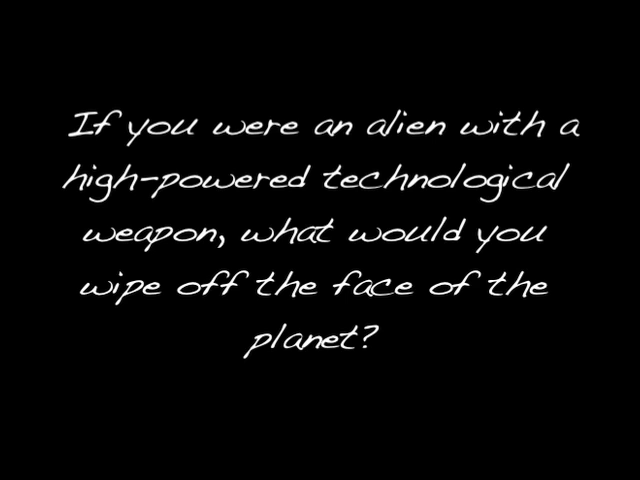 If you were an alien with a
high-powered technological
weapon, what would you
wipe off the face of the
planet?